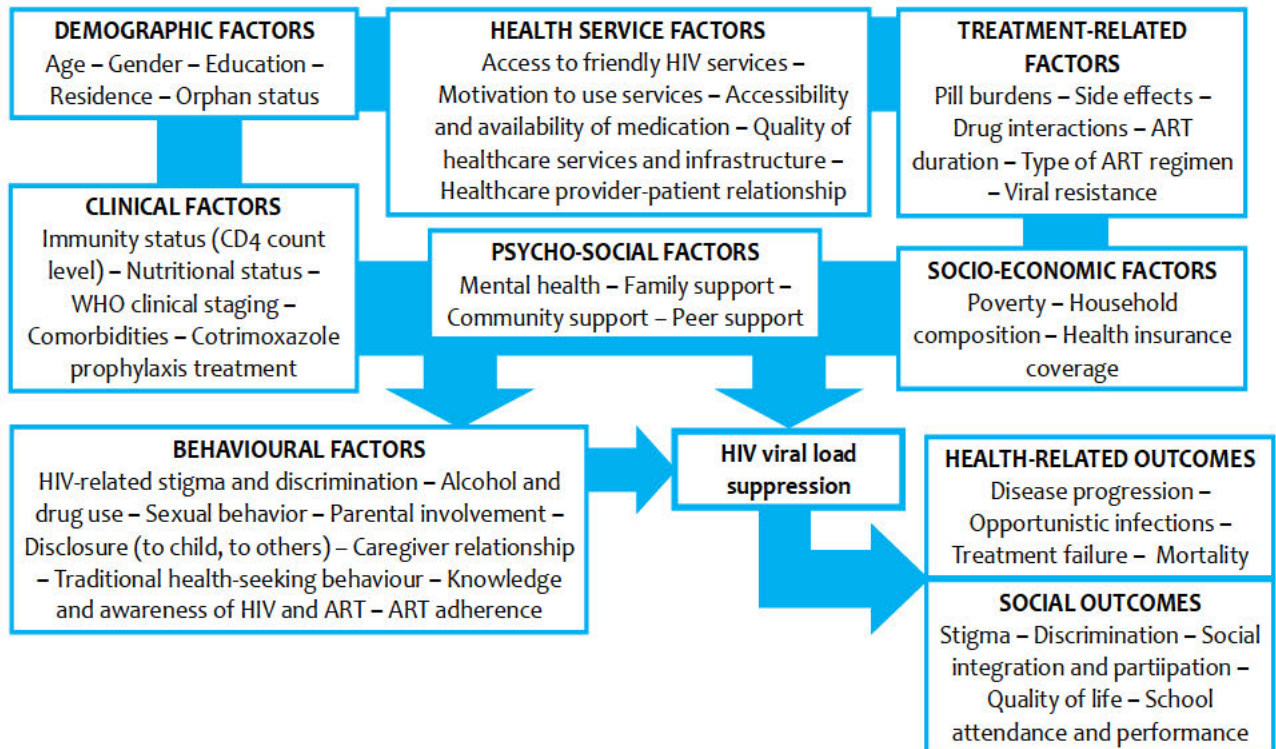 DEMOGRAPHIC FACTORS
Age – Gender – Education –
Residence – Orphan status
HEALTH SERVICE FACTORS
Access to friendly HIV services –
Motivation to use services – Accessibility
and availability of medication – Quality of
healthcare services and infrastructure –
Healthcare provider-patient relationship
TREATMENT-RELATED
FACTORS
Pill burdens – Side effects –
Drug interactions – ART
duration – Type of ART regimen
– Viral resistance
CLINICAL FACTORS
Immunity status (CD4 count
level) – Nutritional status –
WHO clinical staging –
Comorbidities – Cotrimoxazole
prophylaxis treatment
PSYCHO-SOCIAL FACTORS
Mental health – Family support –
Community support – Peer support
SOCIO-ECONOMIC FACTORS
Poverty – Household
composition – Health insurance
coverage
BEHAVIOURAL FACTORS
HIV-related stigma and discrimination – Alcohol and
drug use – Sexual behavior – Parental involvement –
Disclosure (to child, to others) – Caregiver relationship
– Traditional health-seeking behaviour – Knowledge
and awareness of HIV and ART – ART adherence
HIV viral load
suppression
HEALTH-RELATED OUTCOMES
Disease progression –
Opportunistic infections –
Treatment failure – Mortality
SOCIAL OUTCOMES
Stigma – Discrimination – Social
integration and partiipation –
Quality of life – School
attendance and performance